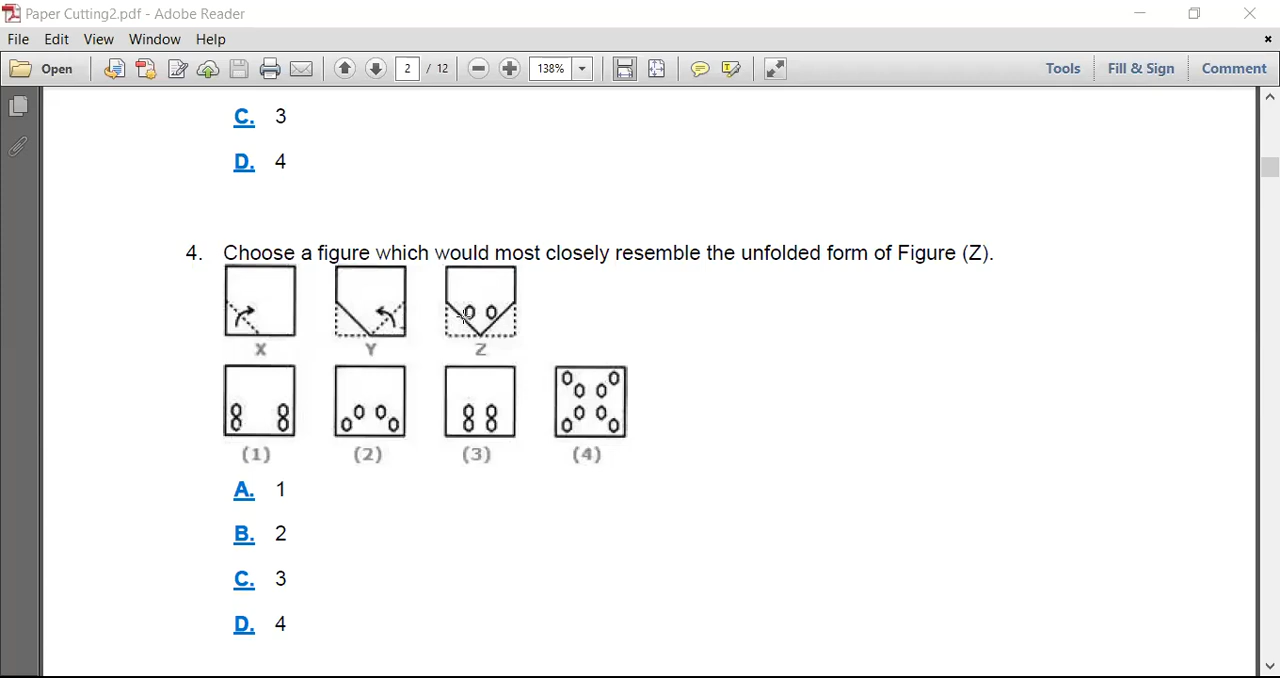 Paper Cutting2.pdf - Adobe Reader
File Edit View Window Help
Open 2 / 12 138% Tools Fill & Sign Comment
C. 3
D. 4
4. Choose a figure which would most closely resemble the unfolded form of Figure (Z).
X Y Z
(1) (2) (3) (4)
A. 1
B. 2
C. 3
D. 4